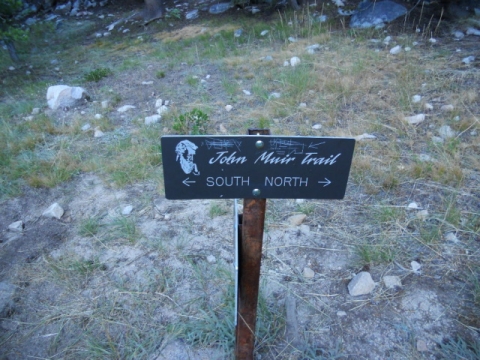 John Muir Trail
← SOUTH NORTH →